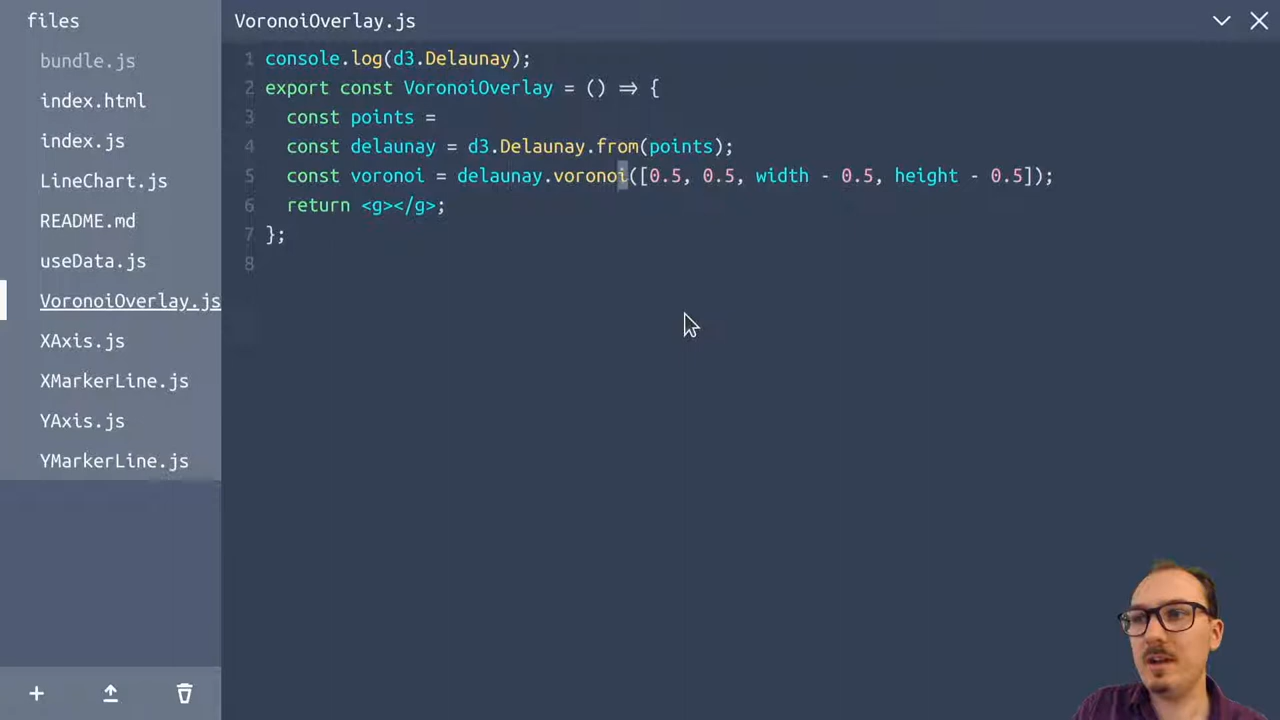 files
bundle.js
index.html
index.js
LineChart.js
README.md
useData.js
VoronoiOverlay.js
XAxis.js
XMarkerLine.js
YAxis.js
YMarkerLine.js
VoronoiOverlay.js
1 console.log(d3.Delaunay);
2 export const VoronoiOverlay = () => {
3 const points =
4 const delaunay = d3.Delaunay.from(points);
5 const voronoi = delaunay.voronoi([0.5, 0.5, width - 0.5, height - 0.5]);
6 return <g></g>;
7 };
8